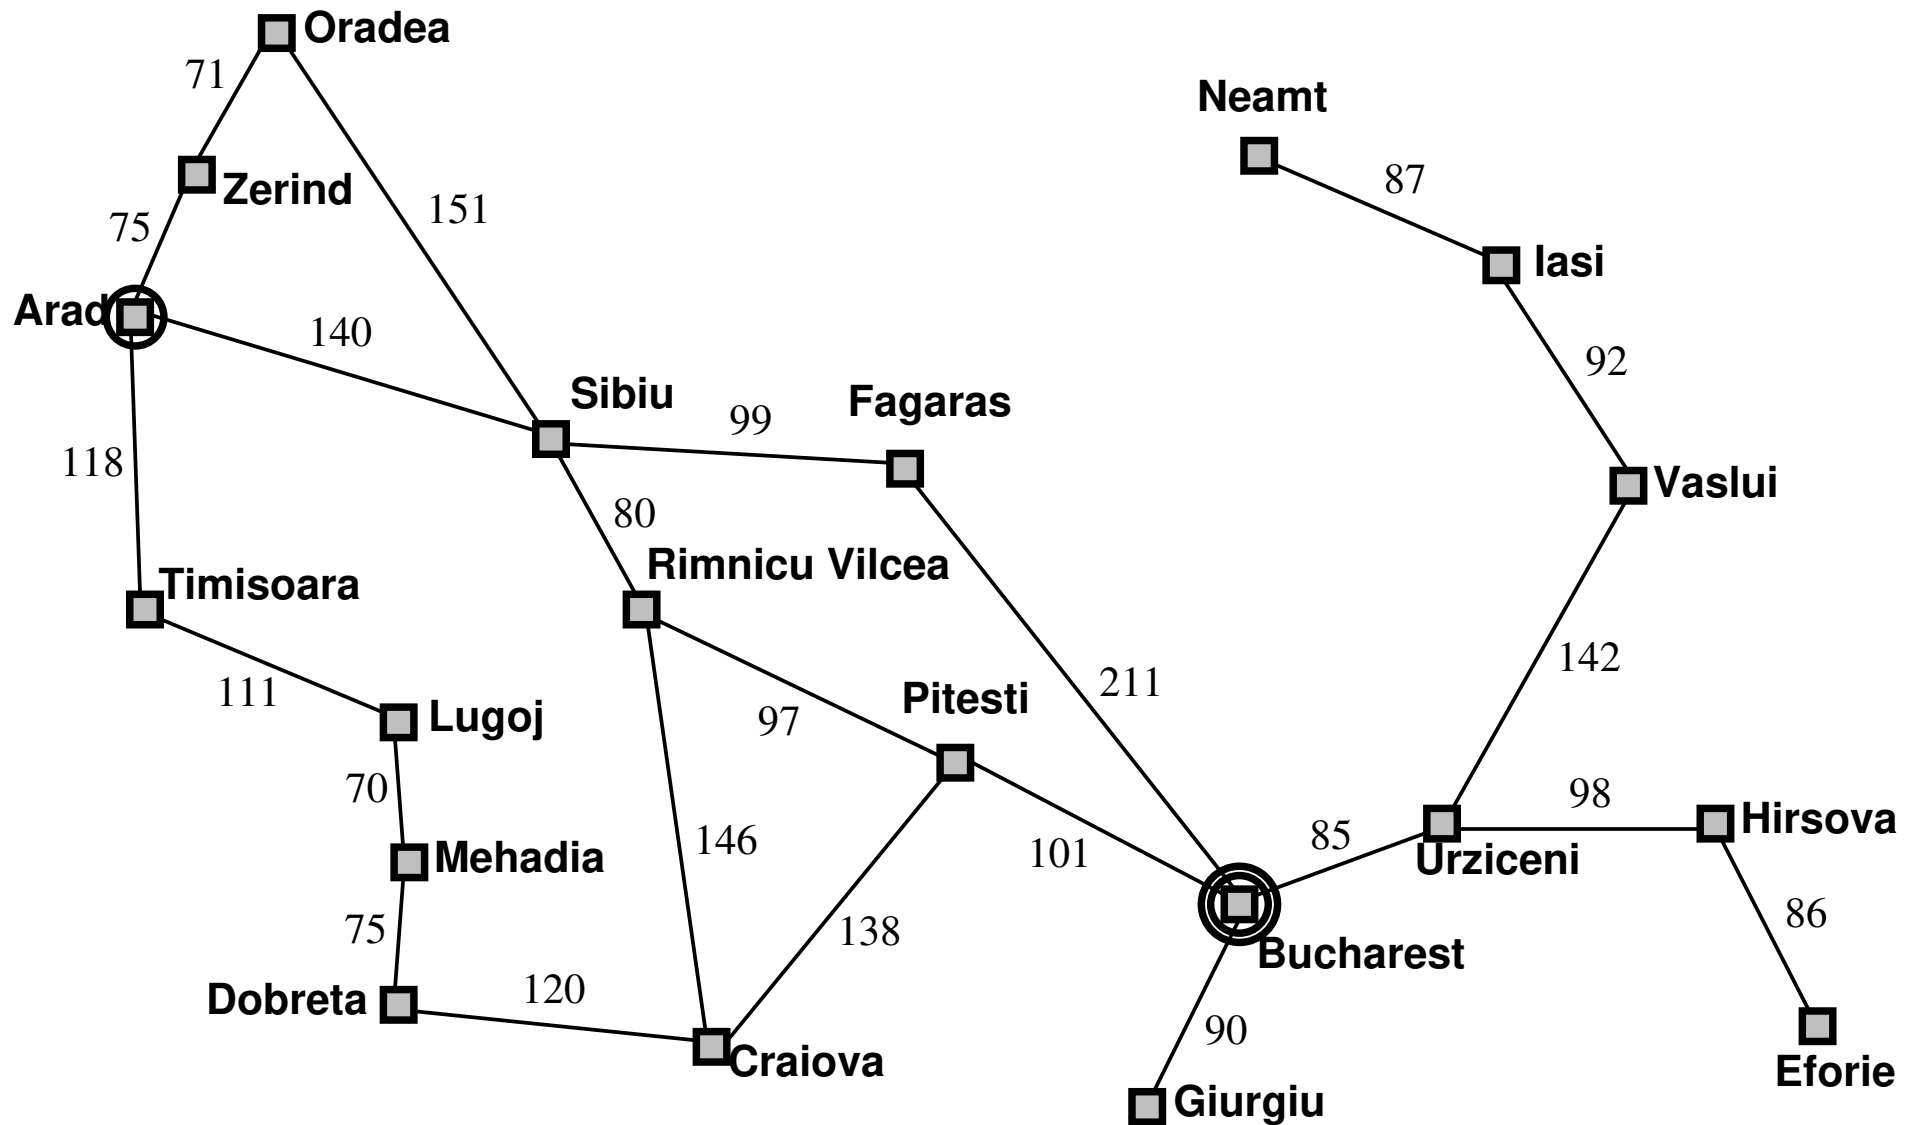 Oradea
71
Neamt
87
Zerind
151
75
Iasi
Arad
140
92
Sibiu
99
Fagaras
118
Vaslui
80
Timisoara
Rimnicu Vilcea
142
211
111
Lugoj
97
Pitesti
70
98
Hirsova
146
101
85
Urziceni
Mehadia
86
75
138
Bucharest
120
Dobreta
90
Craiova
Eforie
Giurgiu